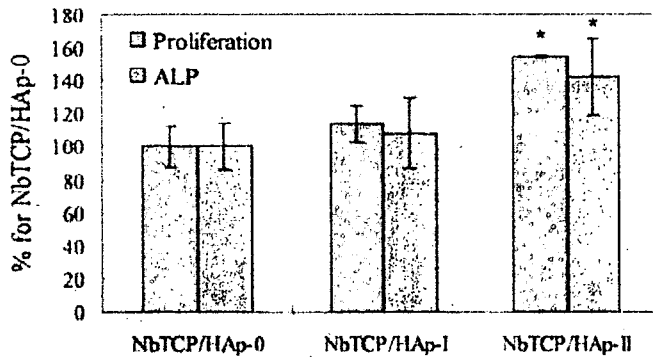 180
160
140
120
100
80
60
40
20
0
% for NbTCP/HAp-0
Proliferation
ALP
*
*
NbTCP/HAp-0
NbTCP/HAp-I
NbTCP/HAp-II